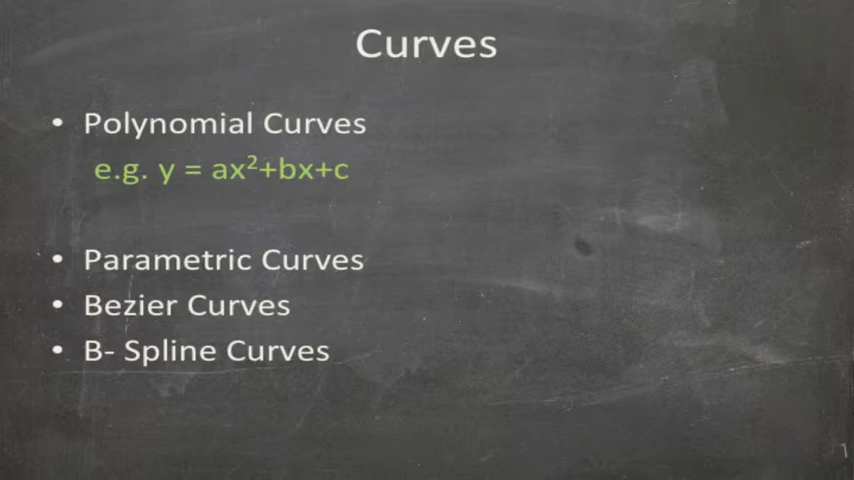 Curves
• Polynomial Curves
e.g. y = ax²+bx+c
• Parametric Curves
• Bezier Curves
• B- Spline Curves